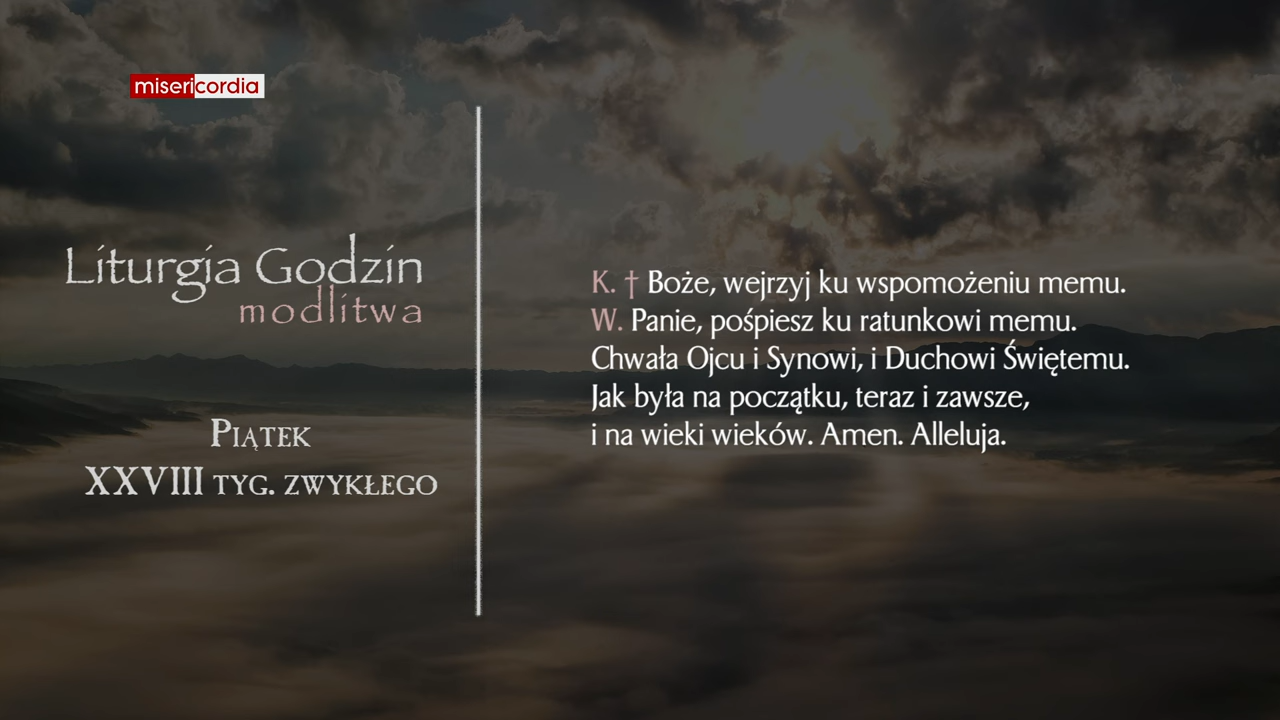 misericordia
Liturgia Godzin
modlitwa
Piątek
XXVIII tyg. zwykłego
K. † Boże, wejrzyj ku wspomożeniu memu.
W. Panie, pośpiesz ku ratunkowi memu.
Chwała Ojcu i Synowi, i Duchowi Świętemu.
Jak była na początku, teraz i zawsze,
i na wieki wieków. Amen. Alleluja.